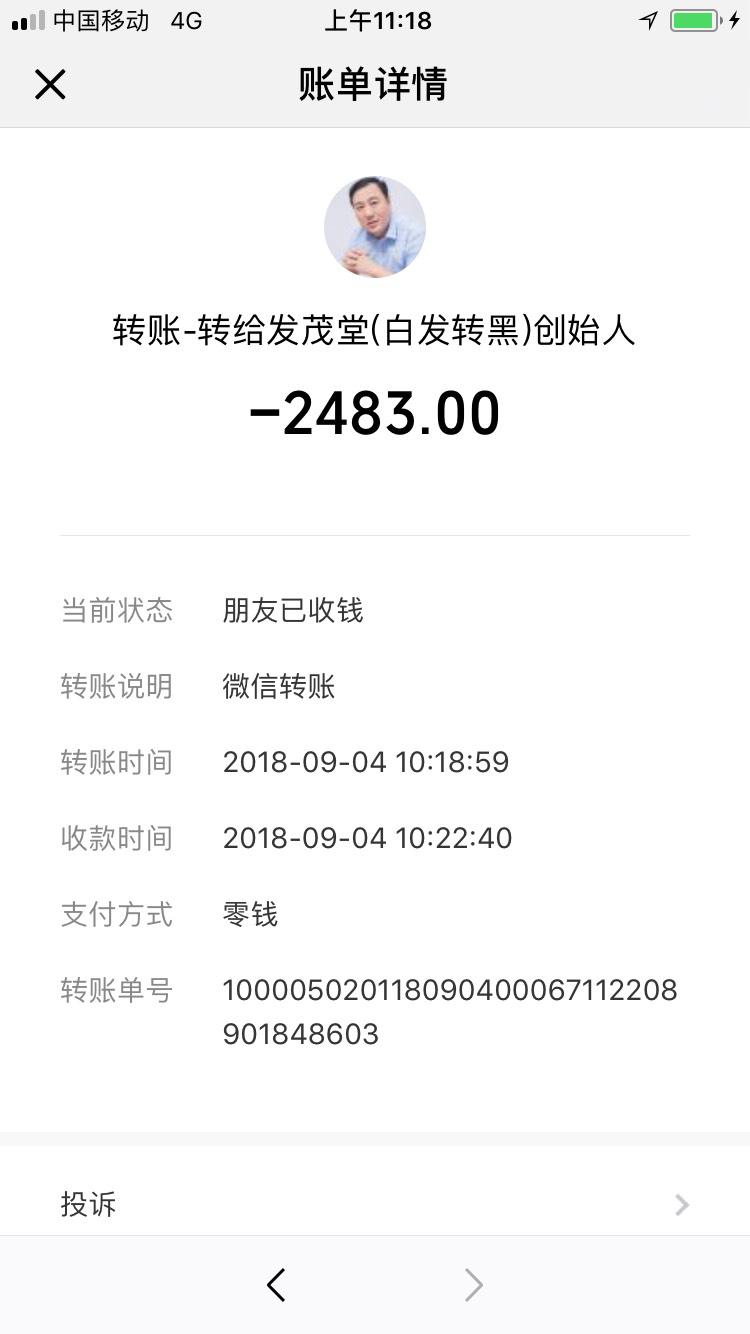 中国移动 4G 上午11:18
账单详情
转账-转给发茂堂(白发转黑)创始人
-2483.00
当前状态 朋友已收钱
转账说明 微信转账
转账时间 2018-09-04 10:18:59
收款时间 2018-09-04 10:22:40
支付方式 零钱
转账单号 100005020118090400067112208
901848603
投诉